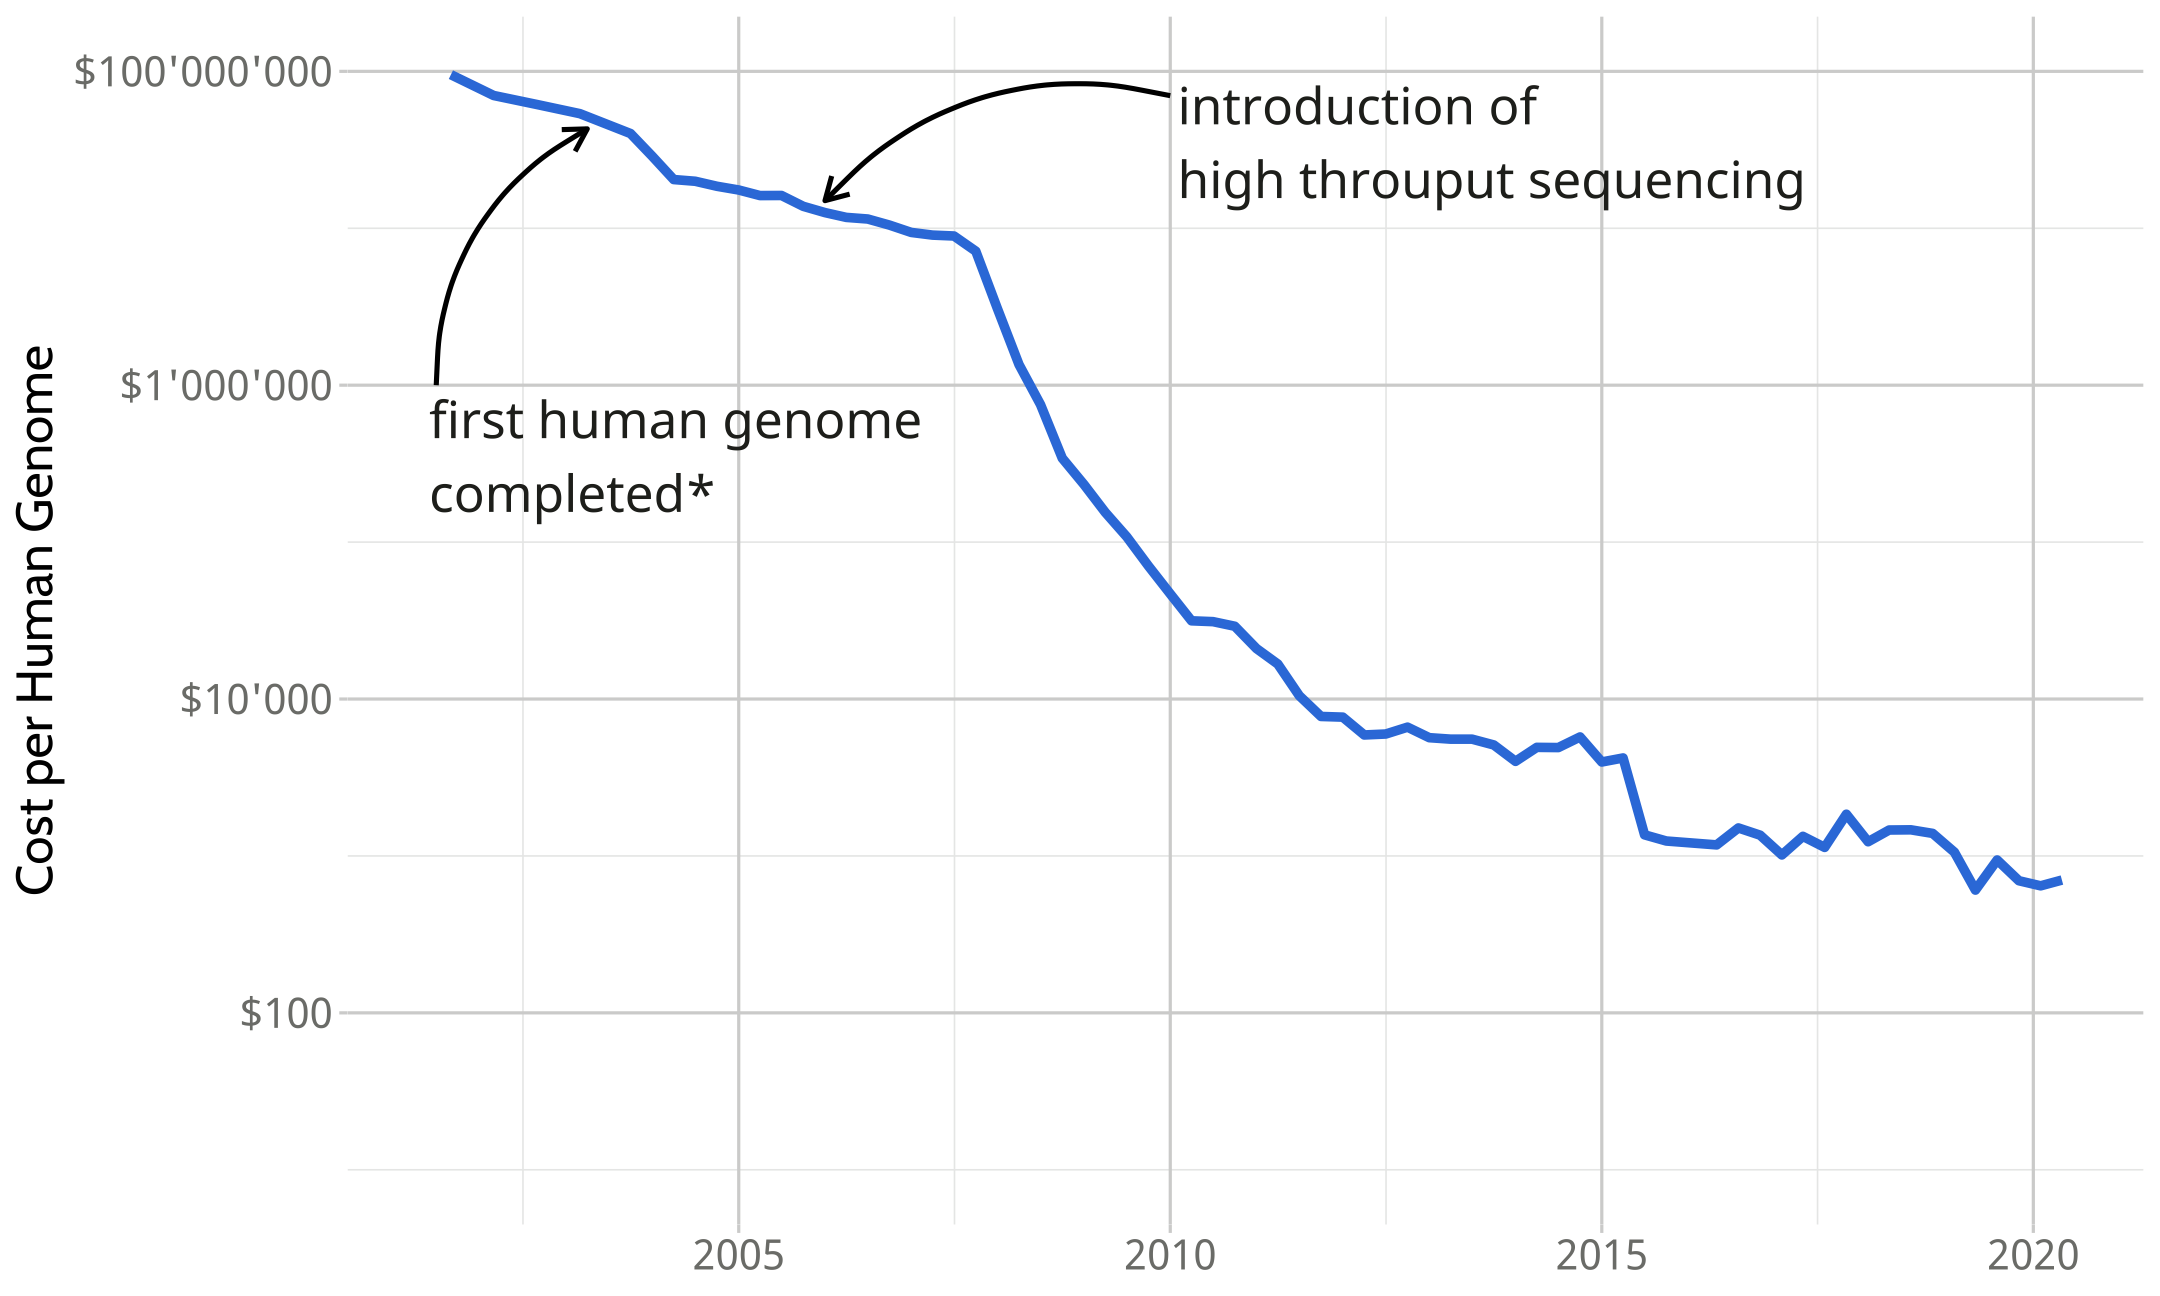 $100'000'000
$1'000'000
$10'000
$100
Cost per Human Genome
introduction of
high throuput sequencing
first human genome
completed*
2005
2010
2015
2020